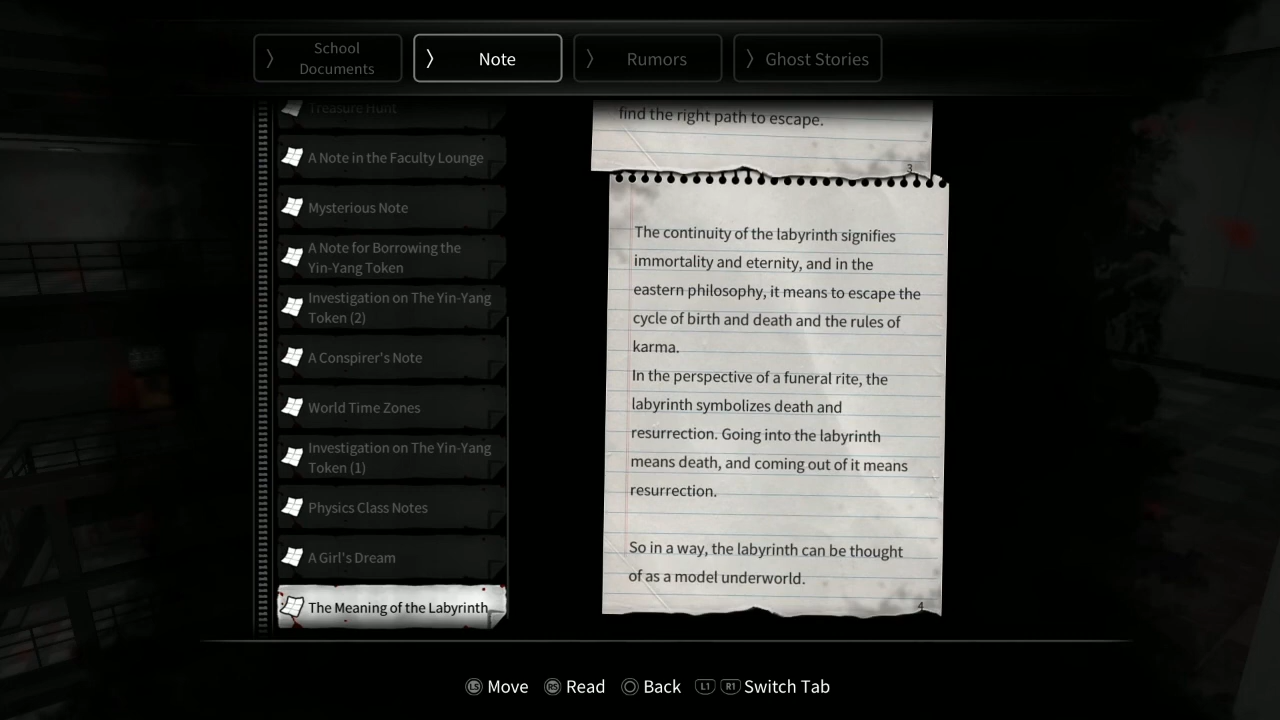 School
Documents
Note
Rumors
Ghost Stories
Treasure Hunt
A Note in the Faculty Lounge
Mysterious Note
A Note for Borrowing the
Yin-Yang Token
Investigation on The Yin-Yang
Token (2)
A Conspirer's Note
World Time Zones
Investigation on The Yin-Yang
Token (1)
Physics Class Notes
A Girl's Dream
The Meaning of the Labyrinth
find the right path to escape.
3
The continuity of the labyrinth signifies
immortality and eternity, and in the
eastern philosophy, it means to escape the
cycle of birth and death and the rules of
karma.
In the perspective of a funeral rite, the
labyrinth symbolizes death and
resurrection. Going into the labyrinth
means death, and coming out of it means
resurrection.
So in a way, the labyrinth can be thought
of as a model underworld.
4
LS Move RS Read Back L1 R1 Switch Tab